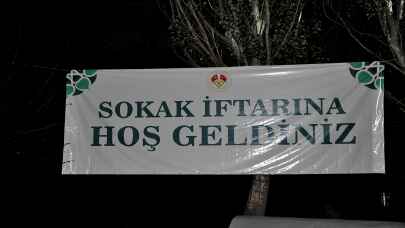 SOKAK İFTARINA
HOŞ GELDİNİZ